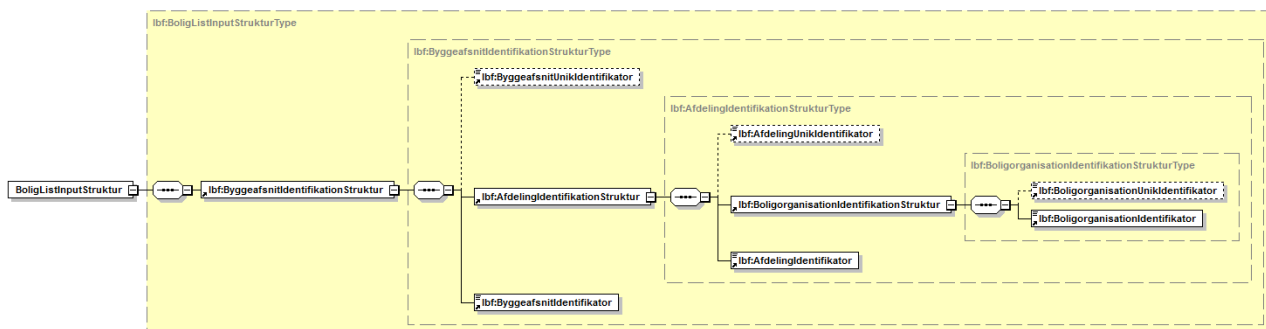 lbf:BoligListInputStrukturType
lbf:ByggeafsnitIdentifikationStrukturType
lbf:ByggeafsnitUnikIdentifikator
lbf:AfdelingIdentifikationStrukturType
lbf:AfdelingUnikIdentifikator
lbf:BoligorganisationIdentifikationStrukturType
BoligListInputStruktur
lbf:ByggeafsnitIdentifikationStruktur
lbf:AfdelingIdentifikationStruktur
lbf:BoligorganisationIdentifikationStruktur
lbf:BoligorganisationUnikIdentifikator
lbf:BoligorganisationIdentifikator
lbf:AfdelingIdentifikator
lbf:ByggeafsnitIdentifikator